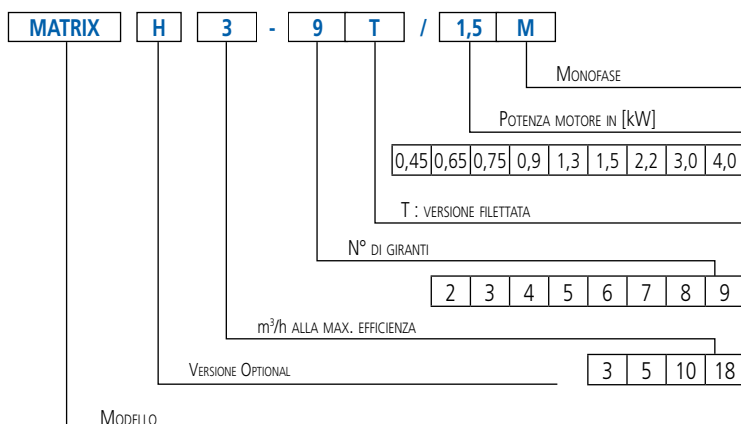 MATRIX H 3 - 9 T / 1,5 M
Monofase
Potenza motore in [kW]
0,45 0,65 0,75 0,9 1,3 1,5 2,2 3,0 4,0
T : versione filettata
N° di giranti
2 3 4 5 6 7 8 9
m³/h alla max. efficienza
3 5 10 18
Versione Optional
Modello